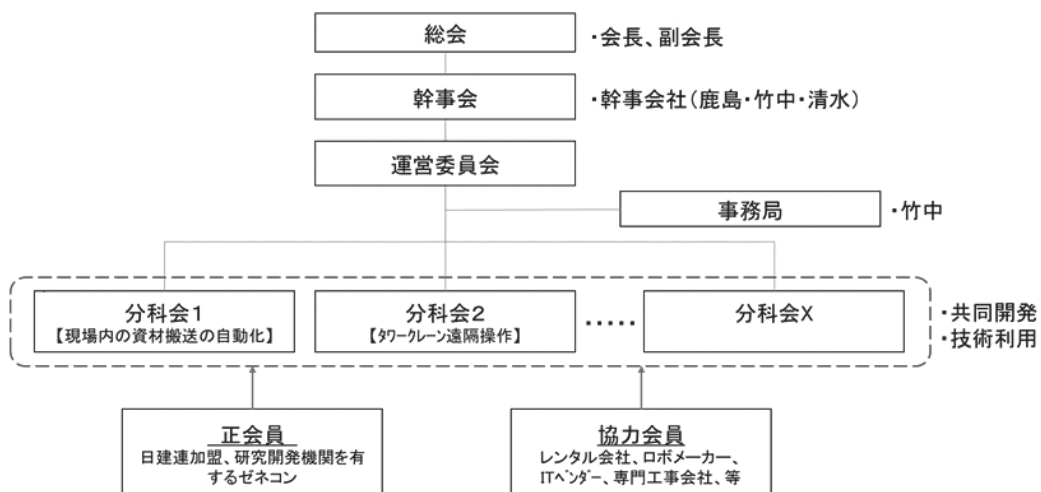 総会
・会長、副会長
幹事会
・幹事会社(鹿島・竹中・清水)
運営委員会
事務局
・竹中
分科会1
【現場内の資材搬送の自動化】
分科会2
【ﾀﾜｰｸﾚｰﾝ遠隔操作】
・・・・・
分科会X
・共同開発
・技術利用
正会員
日建連加盟、研究開発機関を有
するゼネコン
協力会員
レンタル会社、ロボメーカー、
ITﾍﾞﾝﾀﾞｰ、専門工事会社、等